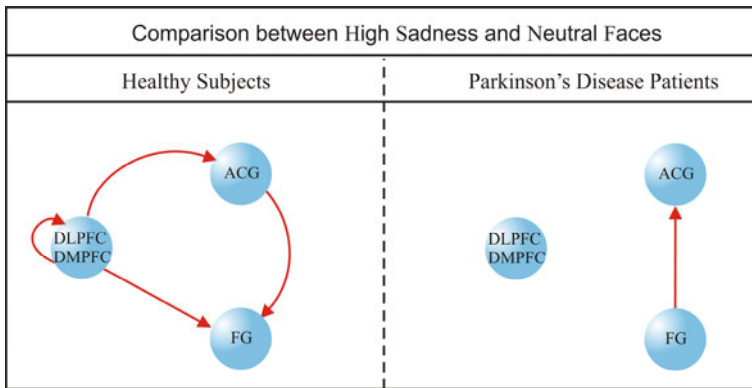 Comparison between High Sadness and Neutral Faces
Healthy Subjects
Parkinson's Disease Patients
ACG
DLPFC
DMPFC
FG
ACG
DLPFC
DMPFC
FG